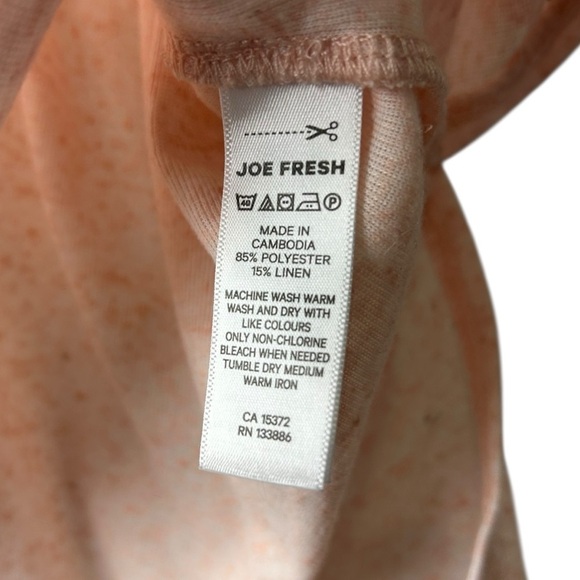 JOE FRESH
40 P
MADE IN
CAMBODIA
85% POLYESTER
15% LINEN
MACHINE WASH WARM
WASH AND DRY WITH
LIKE COLOURS
ONLY NON-CHLORINE
BLEACH WHEN NEEDED
TUMBLE DRY MEDIUM
WARM IRON
CA 15372
RN 133886